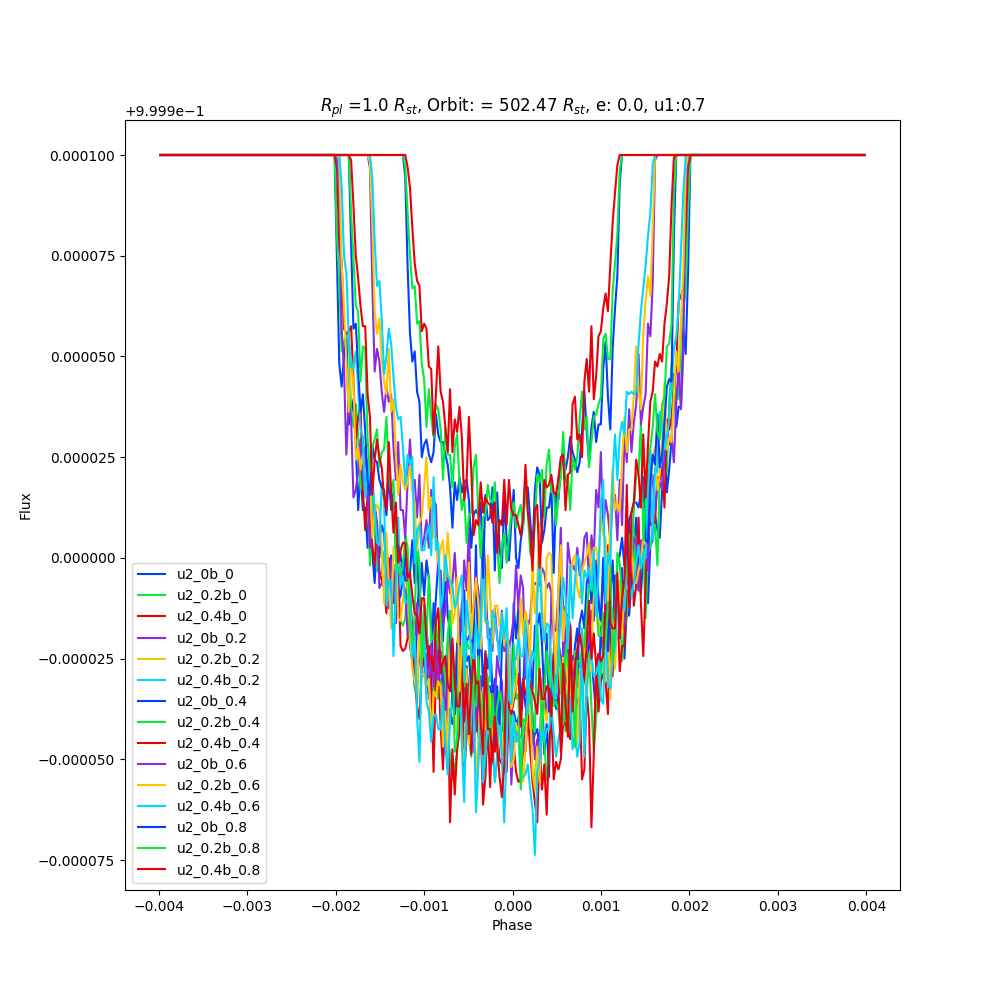 R_pl =1.0 R_st, Orbit: = 502.47 R_st, e: 0.0, u1:0.7
+9.999e−1
0.000100
0.000075
0.000050
0.000025
0.000000
−0.000025
−0.000050
−0.000075
Flux
u2_0b_0
u2_0.2b_0
u2_0.4b_0
u2_0b_0.2
u2_0.2b_0.2
u2_0.4b_0.2
u2_0b_0.4
u2_0.2b_0.4
u2_0.4b_0.4
u2_0b_0.6
u2_0.2b_0.6
u2_0.4b_0.6
u2_0b_0.8
u2_0.2b_0.8
u2_0.4b_0.8
−0.004 −0.003 −0.002 −0.001 0.000 0.001 0.002 0.003 0.004
Phase